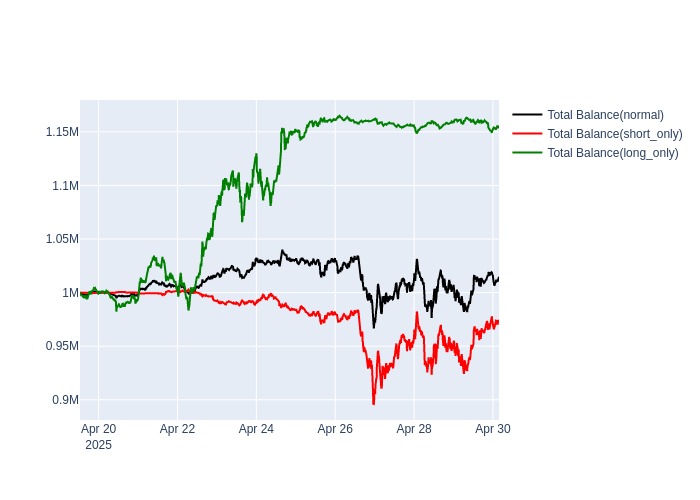 Total Balance(normal)
Total Balance(short_only)
Total Balance(long_only)
1.15M
1.1M
1.05M
1M
0.95M
0.9M
Apr 20
2025
Apr 22
Apr 24
Apr 26
Apr 28
Apr 30